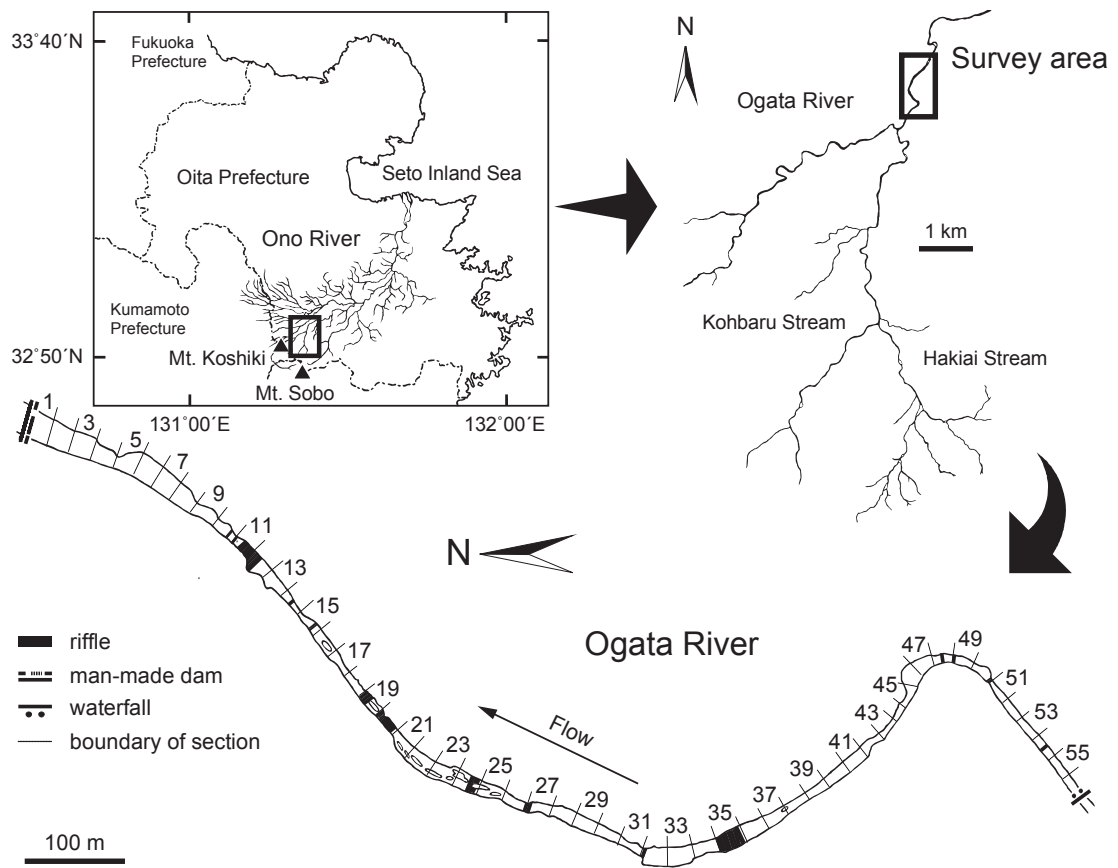 33˚40´N
Fukuoka
Prefecture
Oita Prefecture
Seto Inland Sea
Ono River
Kumamoto
Prefecture
32˚50´N
Mt. Koshiki
Mt. Sobo
131˚00´E
132˚00´E
N
Survey area
Ogata River
1 km
Kohbaru Stream
Hakiai Stream
1
3
5
7
9
11
13
15
17
19
21
23
25
27
29
31
33
35
37
39
41
43
45
47
49
51
53
55
N
Ogata River
Flow
riffle
man-made dam
waterfall
boundary of section
100 m